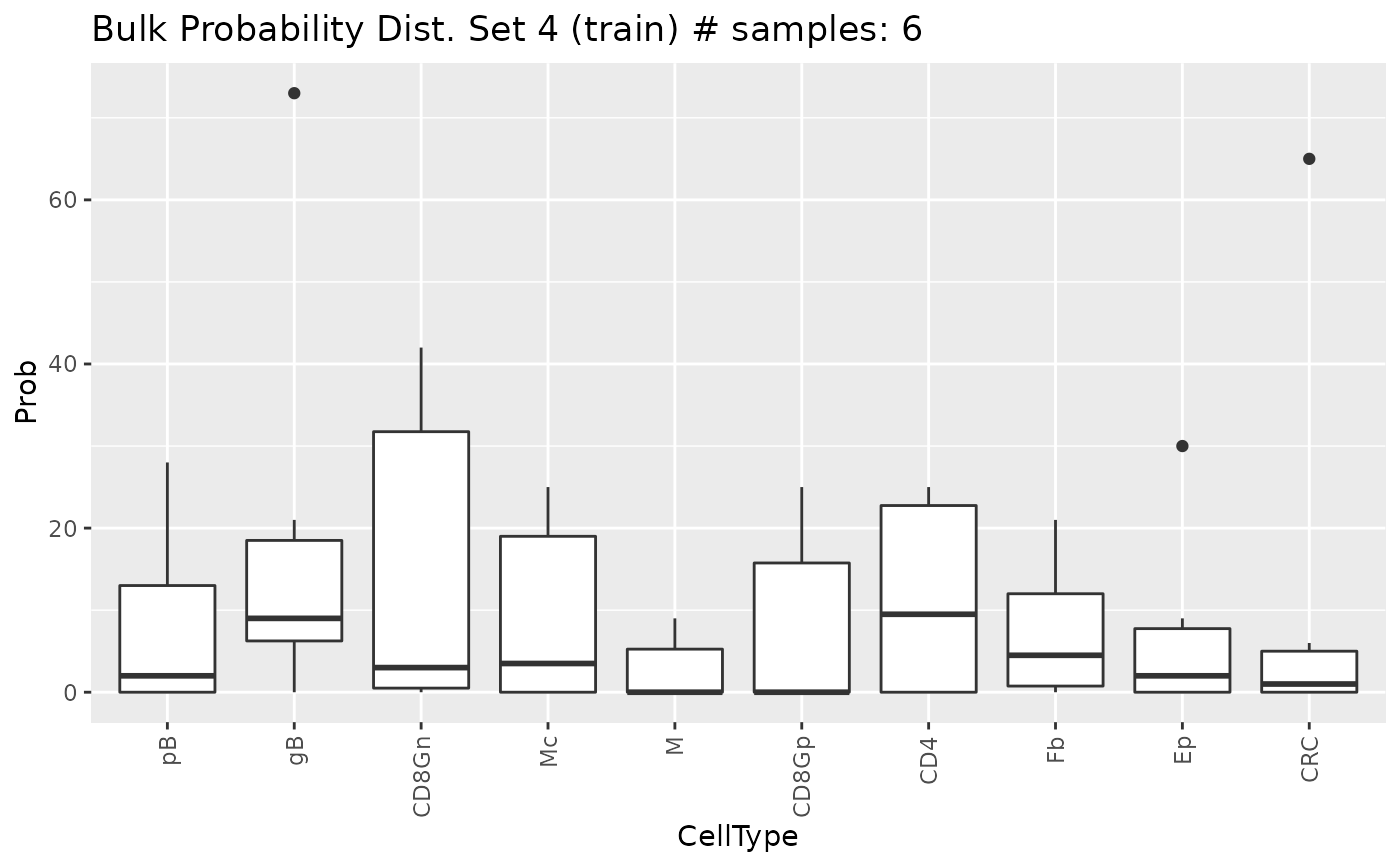 Bulk Probability Dist. Set 4 (train) # samples: 6
Prob
60
40
20
0
pB
gB
CD8Gn
Mc
M
CD8Gp
CD4
Fb
Ep
CRC
CellType